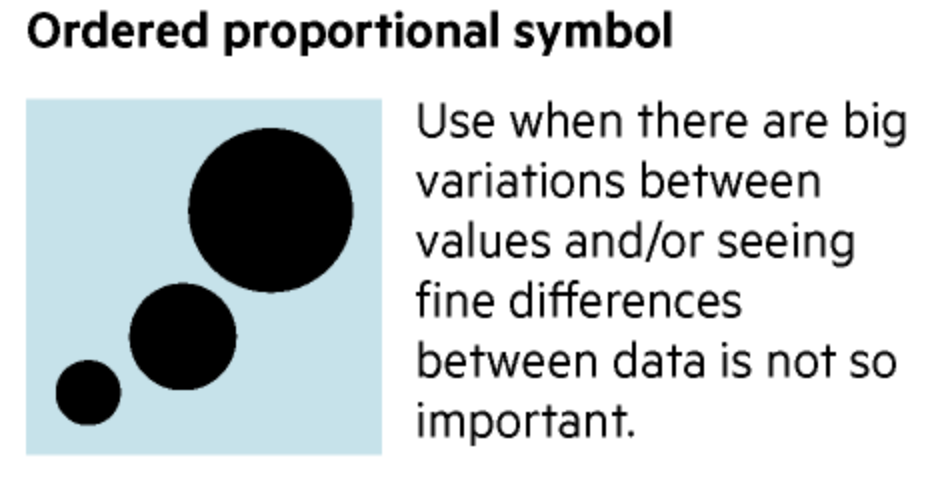 Ordered proportional symbol
Use when there are big
variations between
values and/or seeing
fine differences
between data is not so
important.